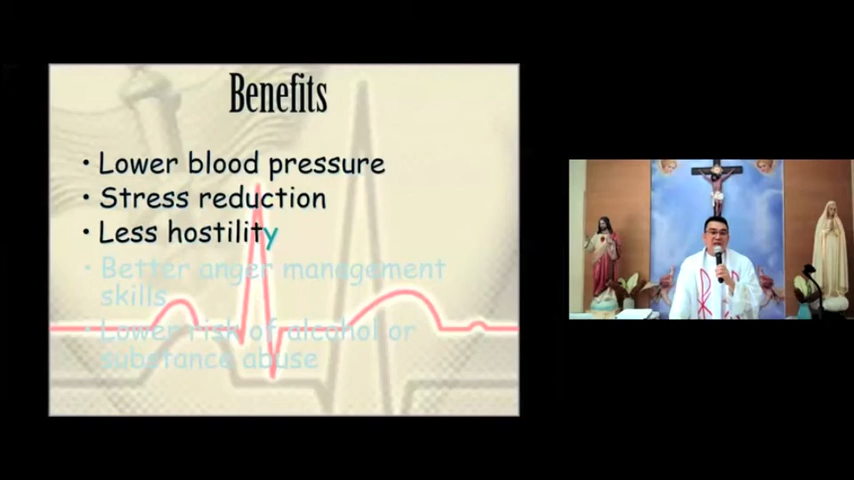 Benefits
• Lower blood pressure
• Stress reduction
• Less hostility
• Better anger management
skills
• Lower risk of alcohol or
substance abuse